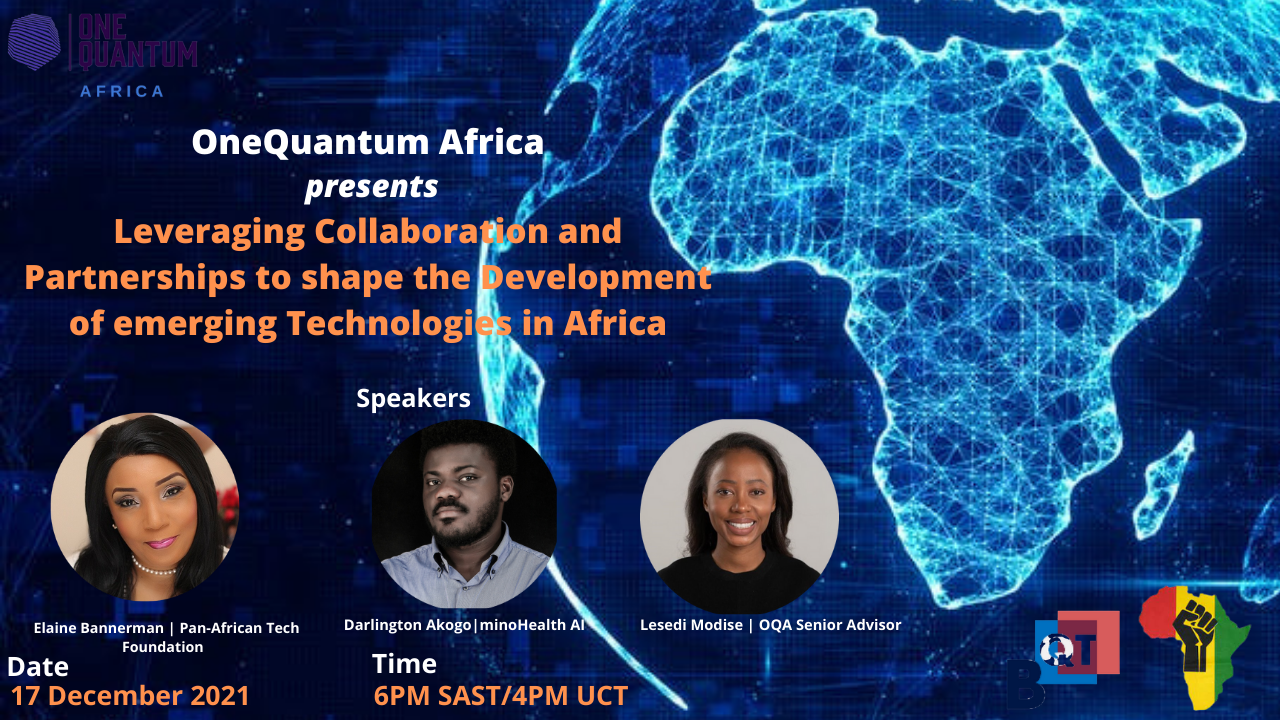 ONE
QUANTUM
AFRICA
OneQuantum Africa
presents
Leveraging Collaboration and
Partnerships to shape the Development
of emerging Technologies in Africa
Speakers
Elaine Bannerman | Pan-African Tech
Foundation
Darlington Akogo|minoHealth AI
Lesedi Modise | OQA Senior Advisor
Date
17 December 2021
Time
6PM SAST/4PM UCT
BQT